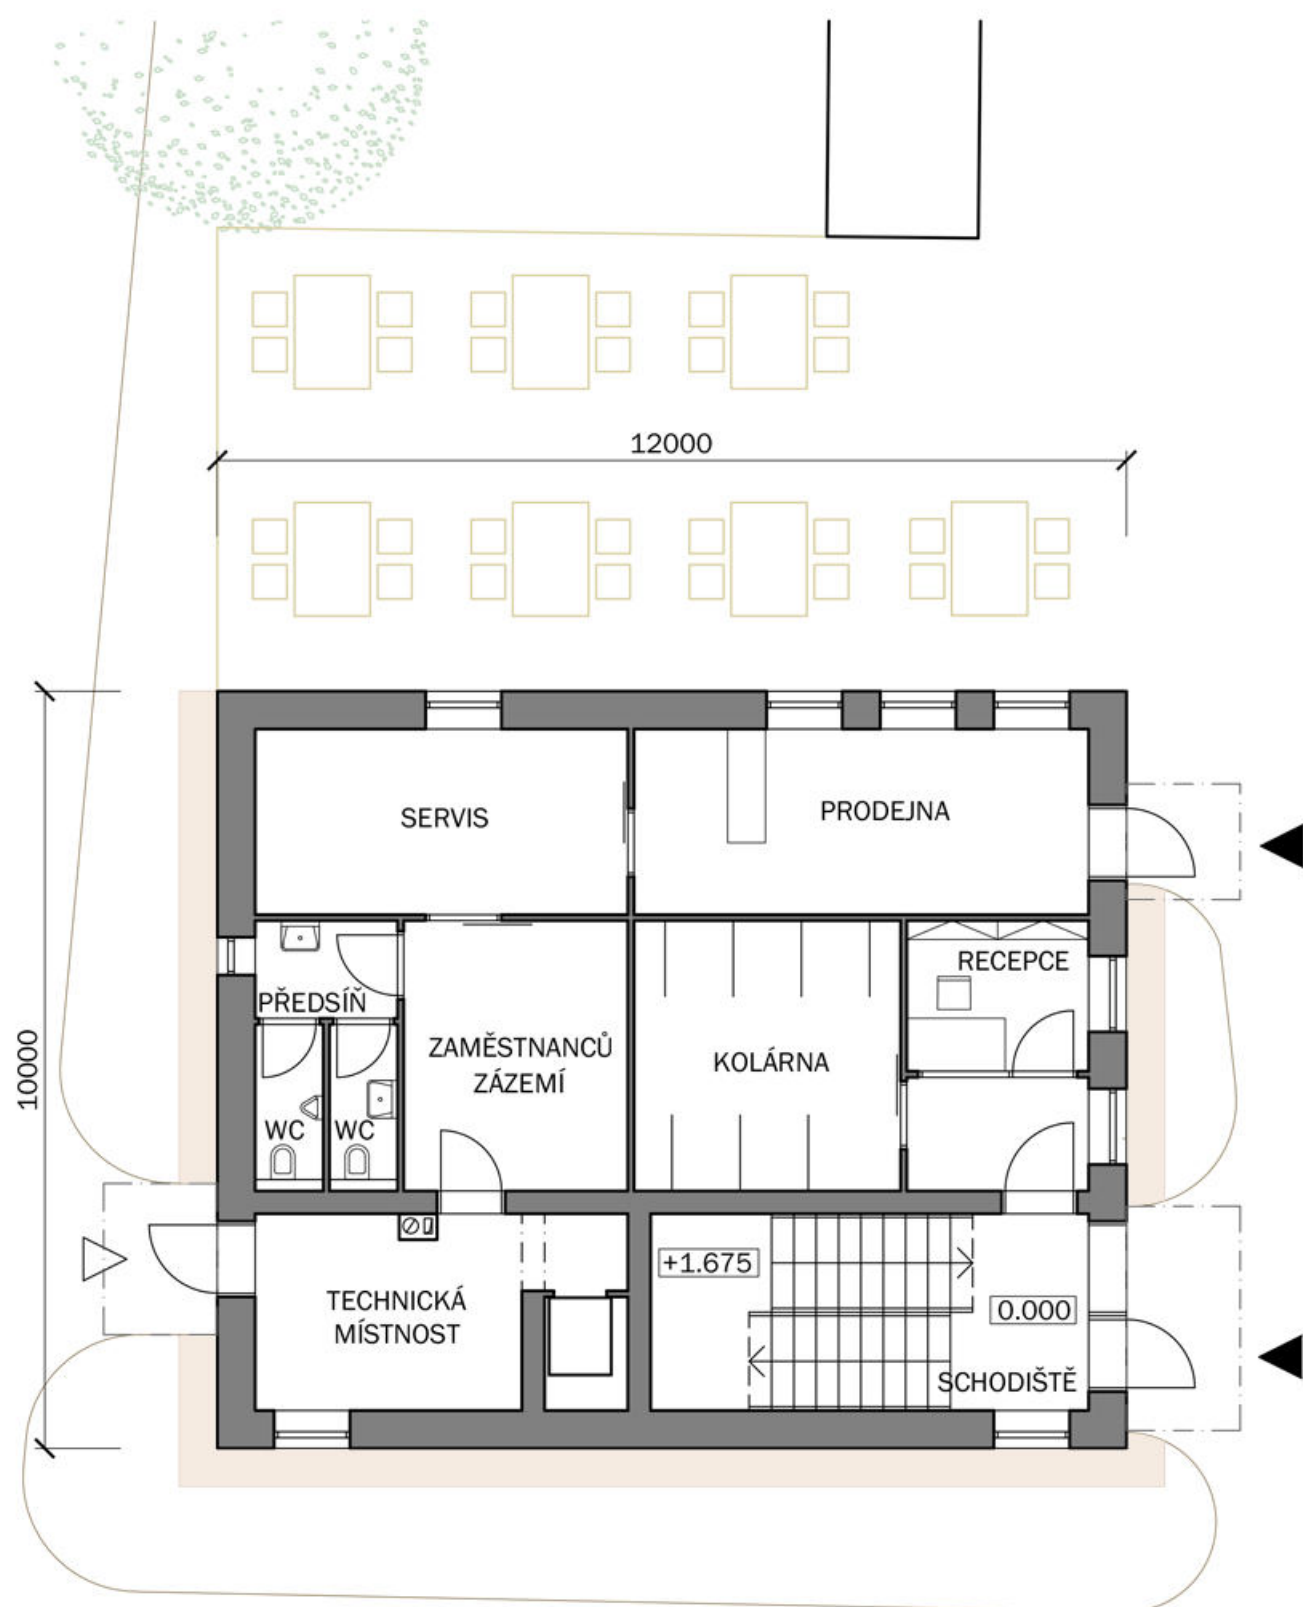 12000
10000
SERVIS
PRODEJNA
RECEPCE
PŘEDSÍŇ
ZAMĚSTNANCŮ
ZÁZEMÍ
KOLÁRNA
WC
WC
+1.675
TECHNICKÁ
MÍSTNOST
0.000
SCHODIŠTĚ